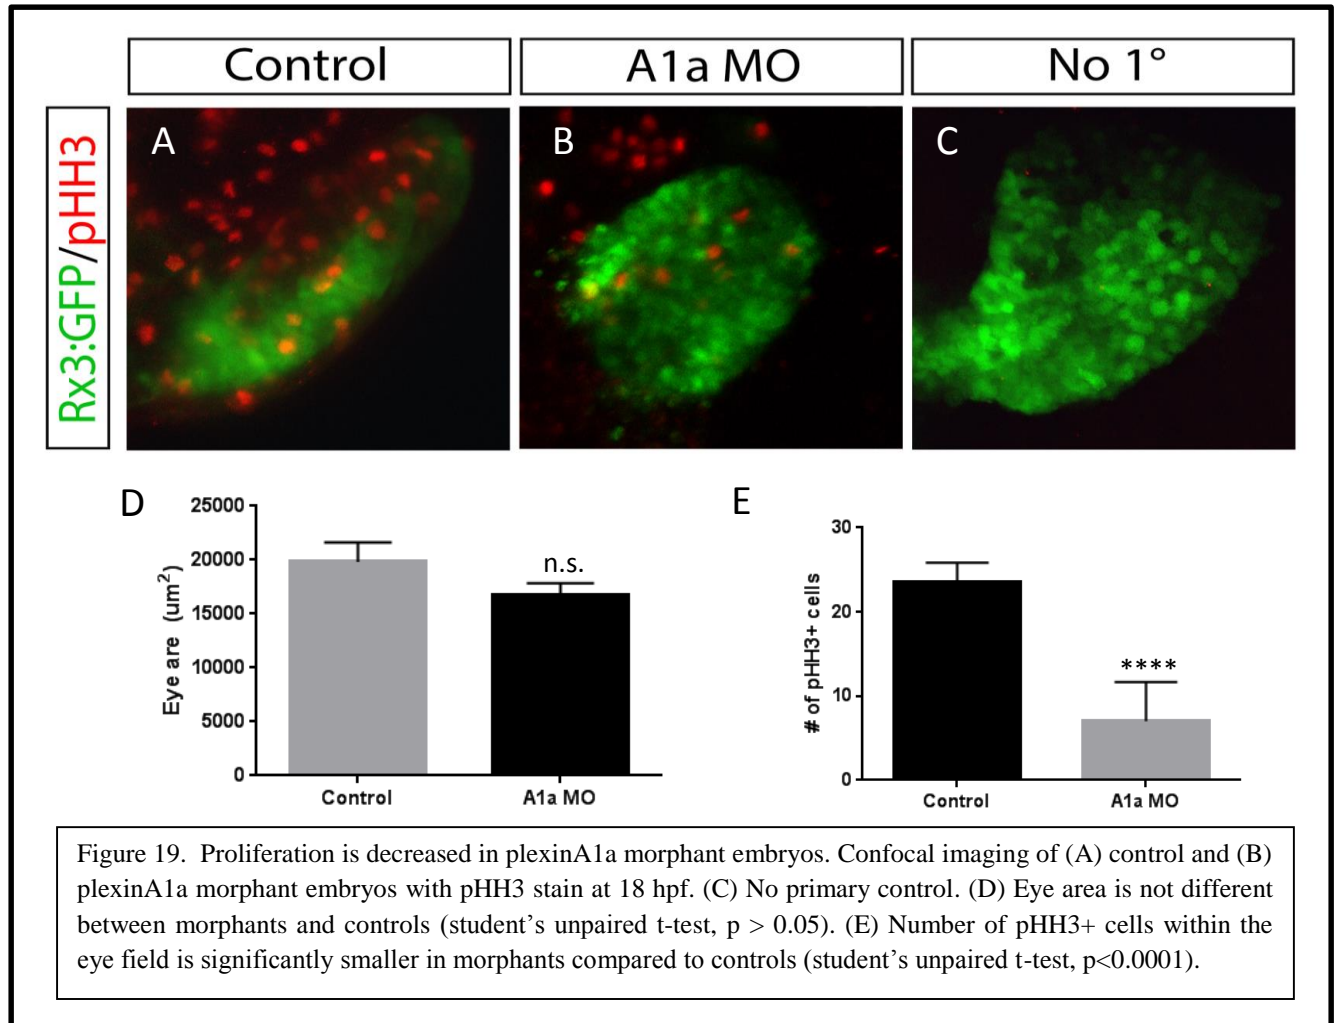 Control
A1a MO
No 1°
Rx3:GFP/pHH3
A
B
C
D
25000
20000
15000
10000
5000
0
Eye are (um²)
n.s.
Control
A1a MO
E
30
20
10
0
# of pHH3+ cells
****
Control
A1a MO
Figure 19. Proliferation is decreased in plexinA1a morphant embryos. Confocal imaging of (A) control and (B)
plexinA1a morphant embryos with pHH3 stain at 18 hpf. (C) No primary control. (D) Eye area is not different
between morphants and controls (student’s unpaired t-test, p > 0.05). (E) Number of pHH3+ cells within the
eye field is significantly smaller in morphants compared to controls (student’s unpaired t-test, p<0.0001).